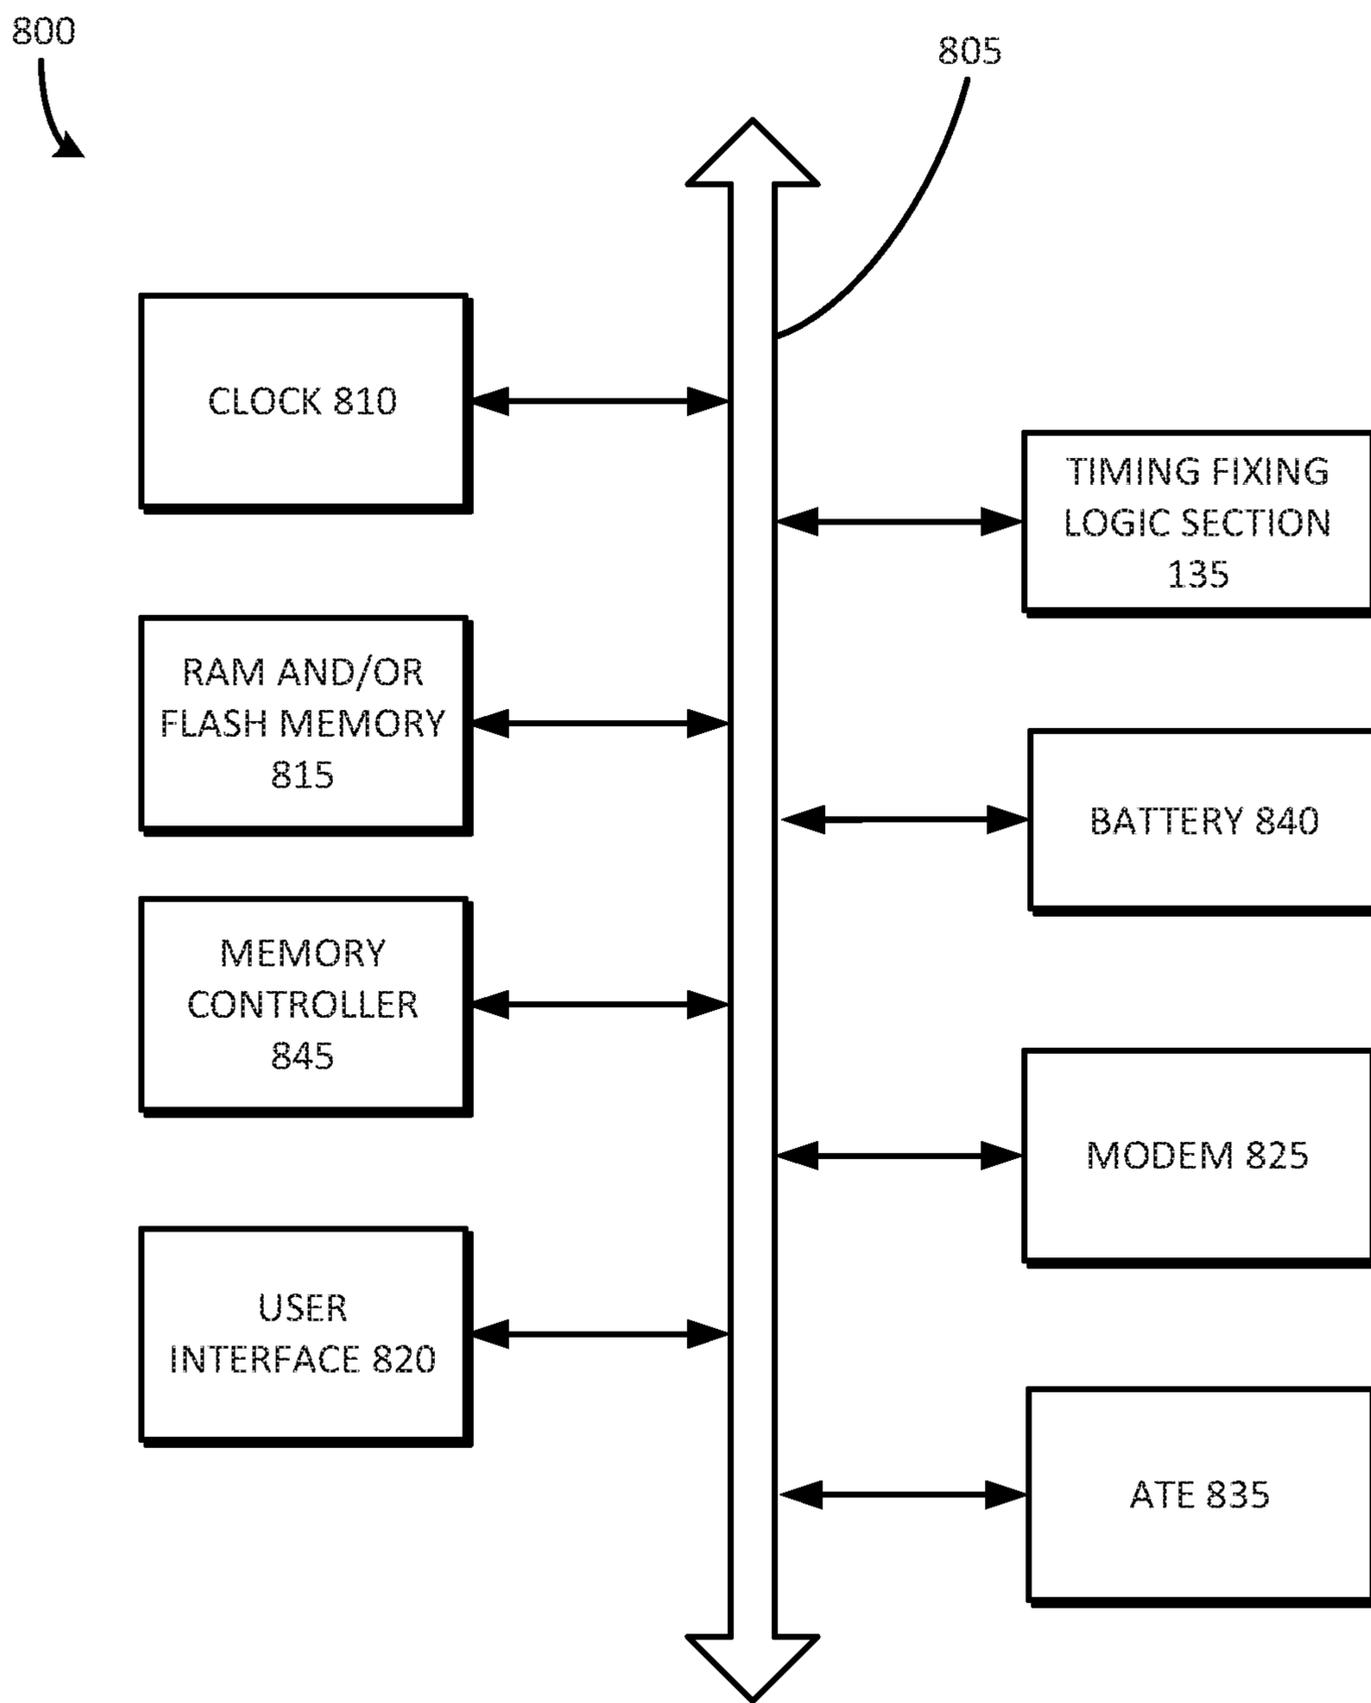 800
805
CLOCK 810
TIMING FIXING
LOGIC SECTION
135
RAM AND/OR
FLASH MEMORY
815
BATTERY 840
MEMORY
CONTROLLER
845
MODEM 825
USER
INTERFACE 820
ATE 835